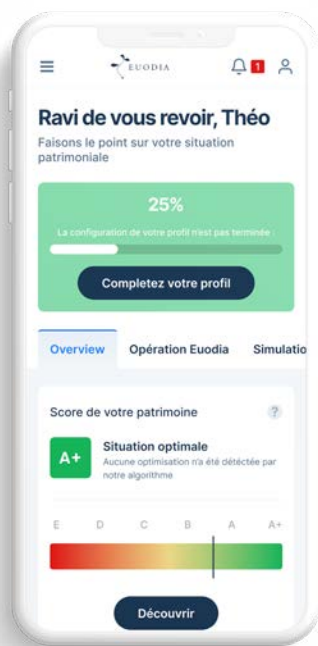 EUODIA
1
Ravi de vous revoir, Théo
Faisons le point sur votre situation
patrimoniale
25%
La configuration de votre profil n'est pas terminée :
Completez votre profil
Overview Opération Euodia Simulatio
Score de votre patrimoine ?
A+
Situation optimale
Aucune optimisation n'a été détéctée par
notre algorithme
E D C B A A+
Découvrir